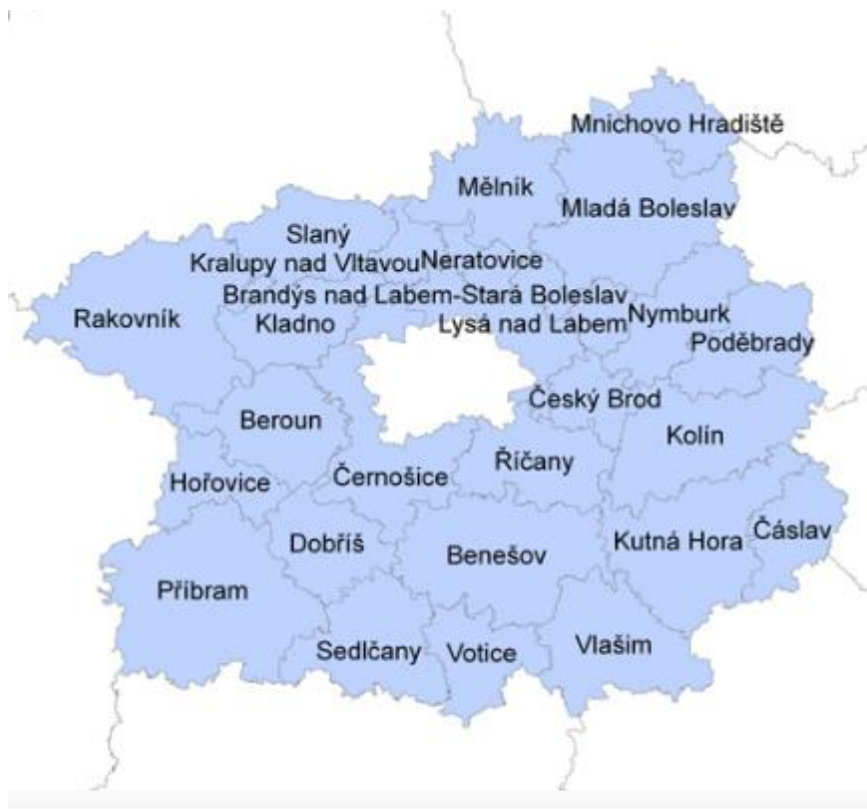 Mnichovo Hradiště
Mělník
Mladá Boleslav
Slaný
Kralupy nad Vltavou
Neratovice
Brandýs nad Labem-Stará Boleslav
Rakovník
Kladno
Lysá nad Labem
Nymburk
Poděbrady
Český Brod
Beroun
Kolín
Říčany
Hořovice
Černošice
Dobříš
Benešov
Kutná Hora
Čáslav
Příbram
Sedlčany
Votice
Vlašim